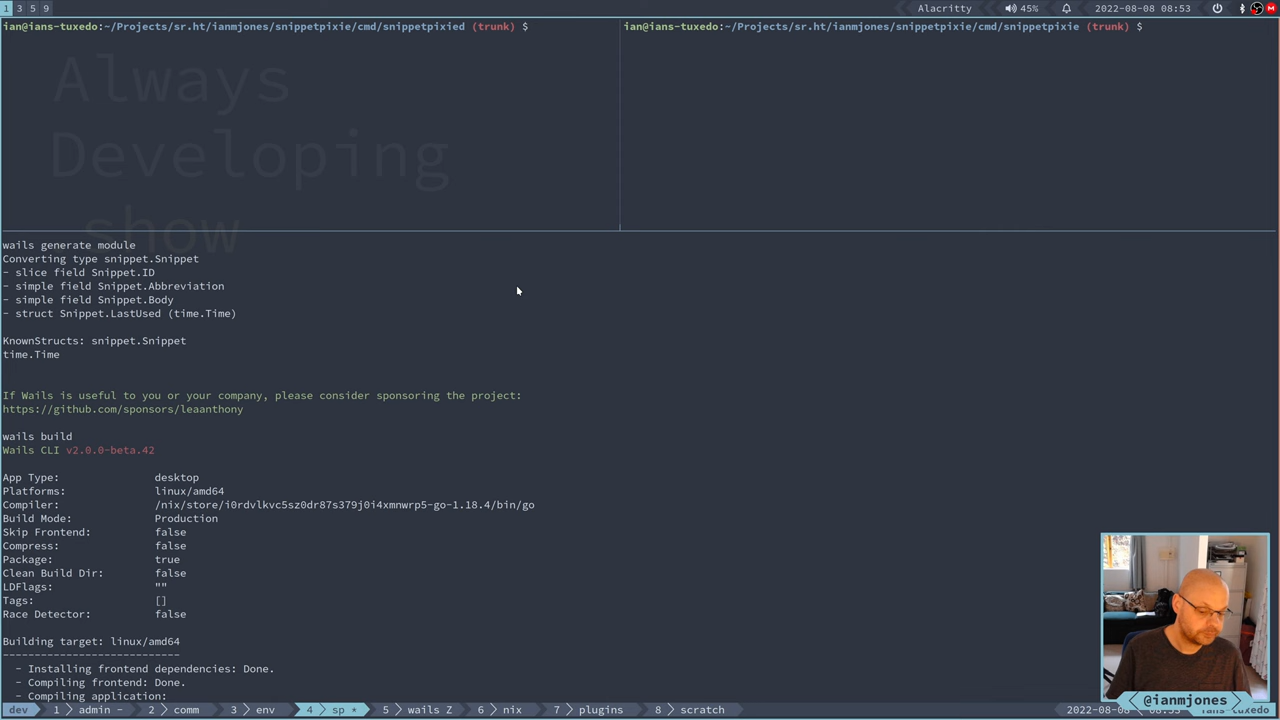 1 3 5 9
Alacritty
45%
2022-08-08 08:53
ian@ians-tuxedo:~/Projects/sr.ht/ianmjones/snippetpixie/cmd/snippetpixied (trunk) $
ian@ians-tuxedo:~/Projects/sr.ht/ianmjones/snippetpixie/cmd/snippetpixie (trunk) $
Always
Developing
show
wails generate module
Converting type snippet.Snippet
- slice field Snippet.ID
- simple field Snippet.Abbreviation
- simple field Snippet.Body
- struct Snippet.LastUsed (time.Time)
KnownStructs: snippet.Snippet
time.Time
If Wails is useful to you or your company, please consider sponsoring the project:
https://github.com/sponsors/leaanthony
wails build
Wails CLI v2.0.0-beta.42
App Type: desktop
Platforms: linux/amd64
Compiler: /nix/store/i0rdvlkvc5sz0dr87s379j0i4xmnwrp5-go-1.18.4/bin/go
Build Mode: Production
Skip Frontend: false
Compress: false
Package: true
Clean Build Dir: false
LDFlags: ""
Tags: []
Race Detector: false
Building target: linux/amd64
---------------------------
- Installing frontend dependencies: Done.
- Compiling frontend: Done.
- Compiling application:
dev 1 admin - 2 comm 3 env 4 sp * 5 wails Z 6 nix 7 plugins 8 scratch
@ianmjones
2022-08-08 tuxedo